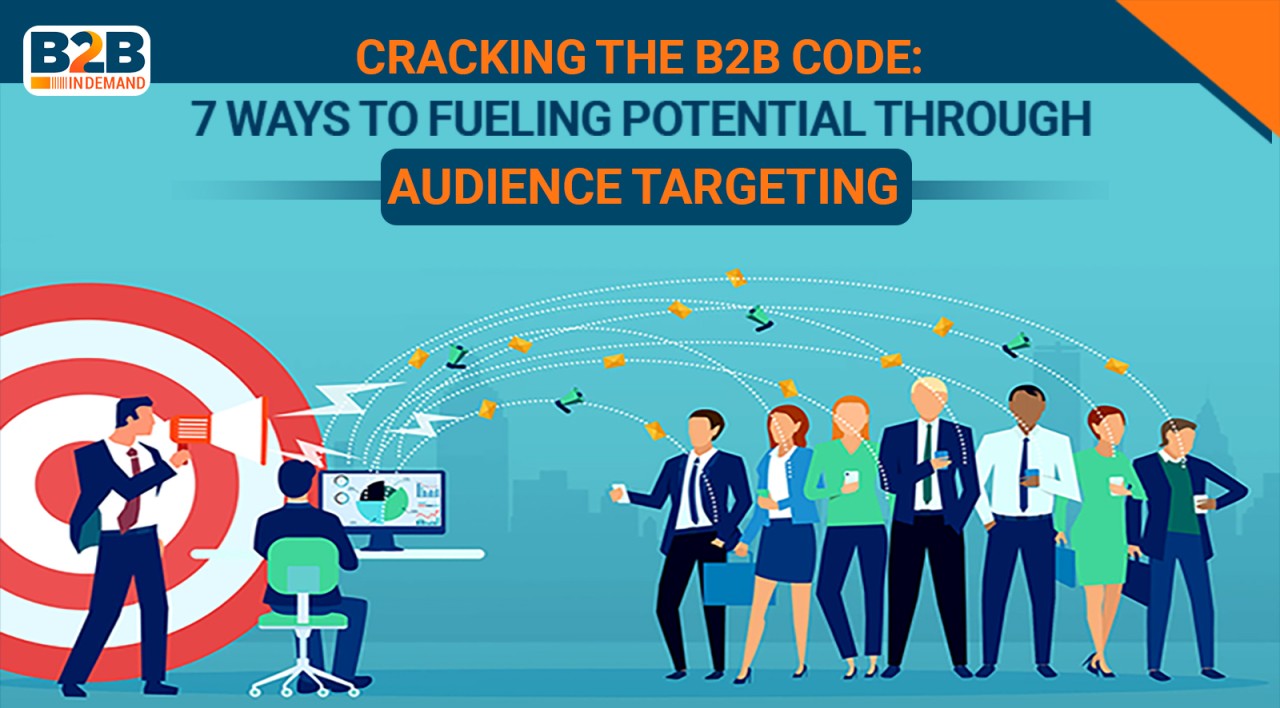 B2B
IN DEMAND
CRACKING THE B2B CODE:
7 WAYS TO FUELING POTENTIAL THROUGH
AUDIENCE TARGETING